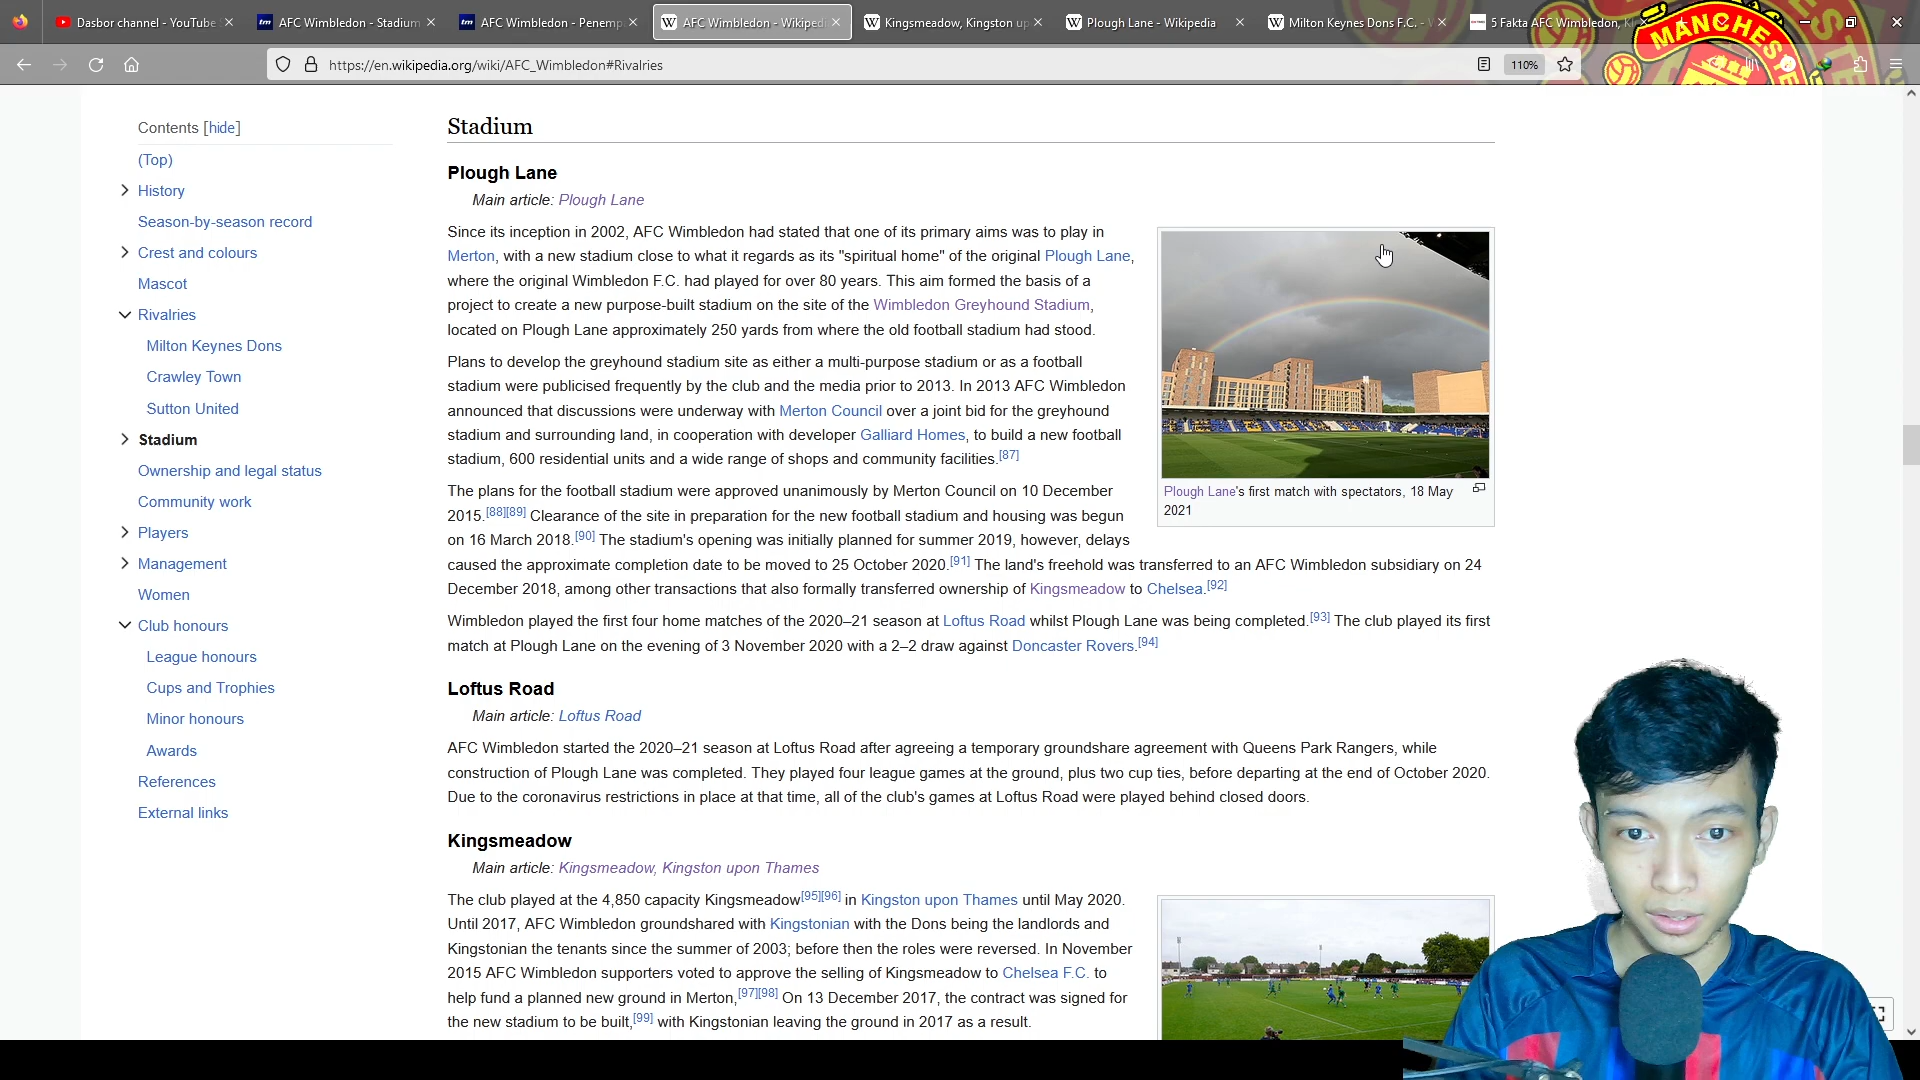 Dasbor channel - YouTube
AFC Wimbledon - Stadium
AFC Wimbledon - Penemp
AFC Wimbledon - Wikiped
Kingsmeadow, Kingston up
Plough Lane - Wikipedia
Milton Keynes Dons F.C. -
5 Fakta AFC Wimbledon,
MANCHESTE
https://en.wikipedia.org/wiki/AFC_Wimbledon#Rivalries
110%
Contents [hide]
(Top)
History
Season-by-season record
Crest and colours
Mascot
Rivalries
Milton Keynes Dons
Crawley Town
Sutton United
Stadium
Ownership and legal status
Community work
Players
Management
Women
Club honours
League honours
Cups and Trophies
Minor honours
Awards
References
External links
Stadium
Plough Lane
Main article: Plough Lane
Since its inception in 2002, AFC Wimbledon had stated that one of its primary aims was to play in
Merton, with a new stadium close to what it regards as its "spiritual home" of the original Plough Lane,
where the original Wimbledon F.C. had played for over 80 years. This aim formed the basis of a
project to create a new purpose-built stadium on the site of the Wimbledon Greyhound Stadium,
located on Plough Lane approximately 250 yards from where the old football stadium had stood.
Plans to develop the greyhound stadium site as either a multi-purpose stadium or as a football
stadium were publicised frequently by the club and the media prior to 2013. In 2013 AFC Wimbledon
announced that discussions were underway with Merton Council over a joint bid for the greyhound
stadium and surrounding land, in cooperation with developer Galliard Homes, to build a new football
stadium, 600 residential units and a wide range of shops and community facilities.[87]
Plough Lane's first match with spectators, 18 May
2021
The plans for the football stadium were approved unanimously by Merton Council on 10 December
2015.[88][89] Clearance of the site in preparation for the new football stadium and housing was begun
on 16 March 2018.[90] The stadium's opening was initially planned for summer 2019, however, delays
caused the approximate completion date to be moved to 25 October 2020.[91] The land's freehold was transferred to an AFC Wimbledon subsidiary on 24
December 2018, among other transactions that also formally transferred ownership of Kingsmeadow to Chelsea.[92]
Wimbledon played the first four home matches of the 2020–21 season at Loftus Road whilst Plough Lane was being completed.[93] The club played its first
match at Plough Lane on the evening of 3 November 2020 with a 2–2 draw against Doncaster Rovers.[94]
Loftus Road
Main article: Loftus Road
AFC Wimbledon started the 2020–21 season at Loftus Road after agreeing a temporary groundshare agreement with Queens Park Rangers, while
construction of Plough Lane was completed. They played four league games at the ground, plus two cup ties, before departing at the end of October 2020.
Due to the coronavirus restrictions in place at that time, all of the club's games at Loftus Road were played behind closed doors.
Kingsmeadow
Main article: Kingsmeadow, Kingston upon Thames
The club played at the 4,850 capacity Kingsmeadow[95][96] in Kingston upon Thames until May 2020.
Until 2017, AFC Wimbledon groundshared with Kingstonian with the Dons being the landlords and
Kingstonian the tenants since the summer of 2003; before then the roles were reversed. In November
2015 AFC Wimbledon supporters voted to approve the selling of Kingsmeadow to Chelsea F.C. to
help fund a planned new ground in Merton,[97][98] On 13 December 2017, the contract was signed for
the new stadium to be built,[99] with Kingstonian leaving the ground in 2017 as a result.